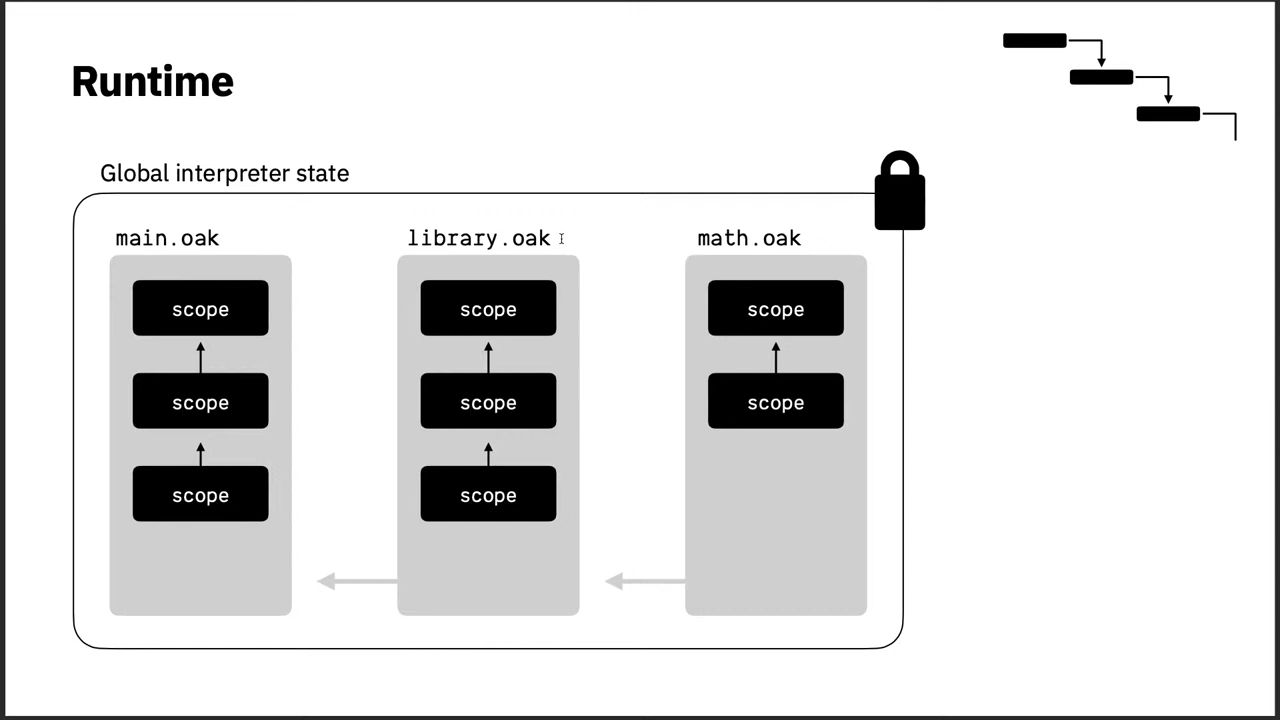 Runtime
Global interpreter state
main.oak
library.oak
math.oak
scope
scope
scope
scope
scope
scope
scope
scope